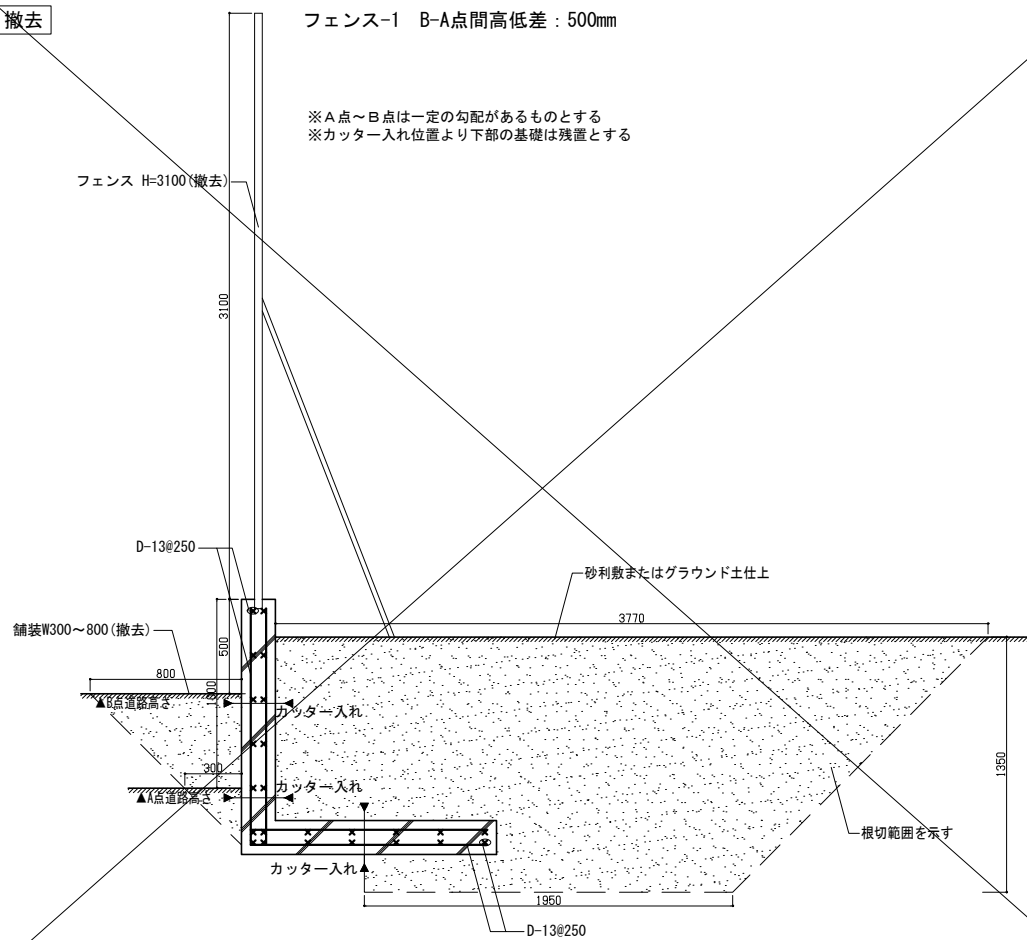 撤去
フェンス-1 B-A点間高低差：500mm
※Ａ点～Ｂ点は一定の勾配があるものとする
※カッター入れ位置より下部の基礎は残置とする
フェンス H=3100(撤去)
3100
D-13@250
砂利敷またはグラウンド土仕上
3770
舗装W300～800(撤去)
500
800
1000
▲B点道路高さ
カッター入れ
300
カッター入れ
▲A点道路高さ
1350
根切範囲を示す
カッター入れ
1950
D-13@250